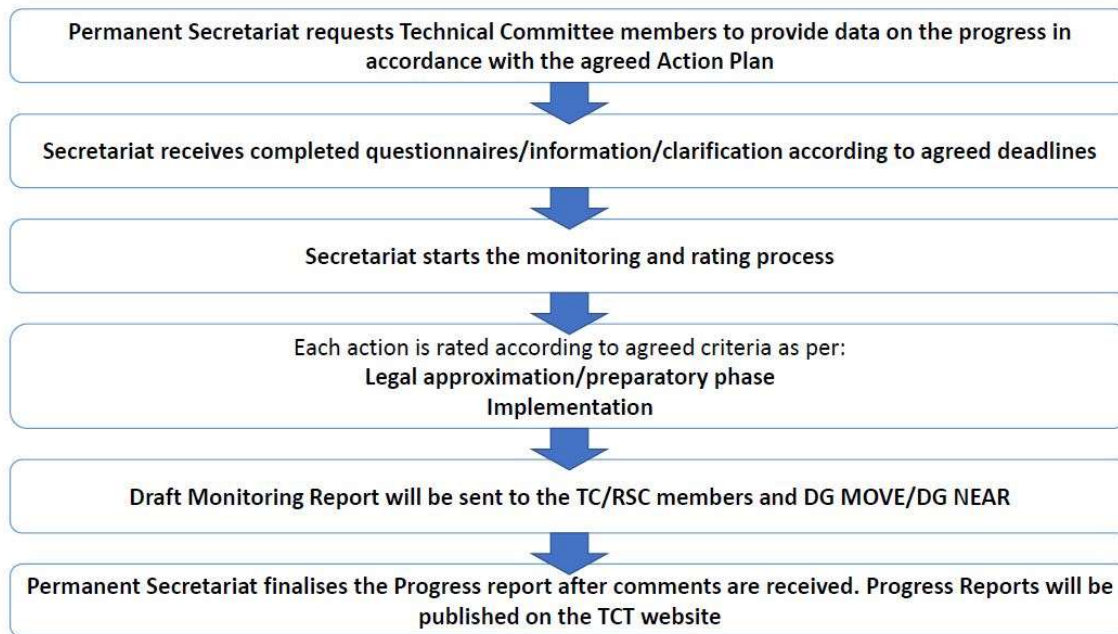 Permanent Secretariat requests Technical Committee members to provide data on the progress in
accordance with the agreed Action Plan
Secretariat receives completed questionnaires/information/clarification according to agreed deadlines
Secretariat starts the monitoring and rating process
Each action is rated according to agreed criteria as per:
Legal approximation/preparatory phase
Implementation
Draft Monitoring Report will be sent to the TC/RSC members and DG MOVE/DG NEAR
Permanent Secretariat finalises the Progress report after comments are received. Progress Reports will be
published on the TCT website